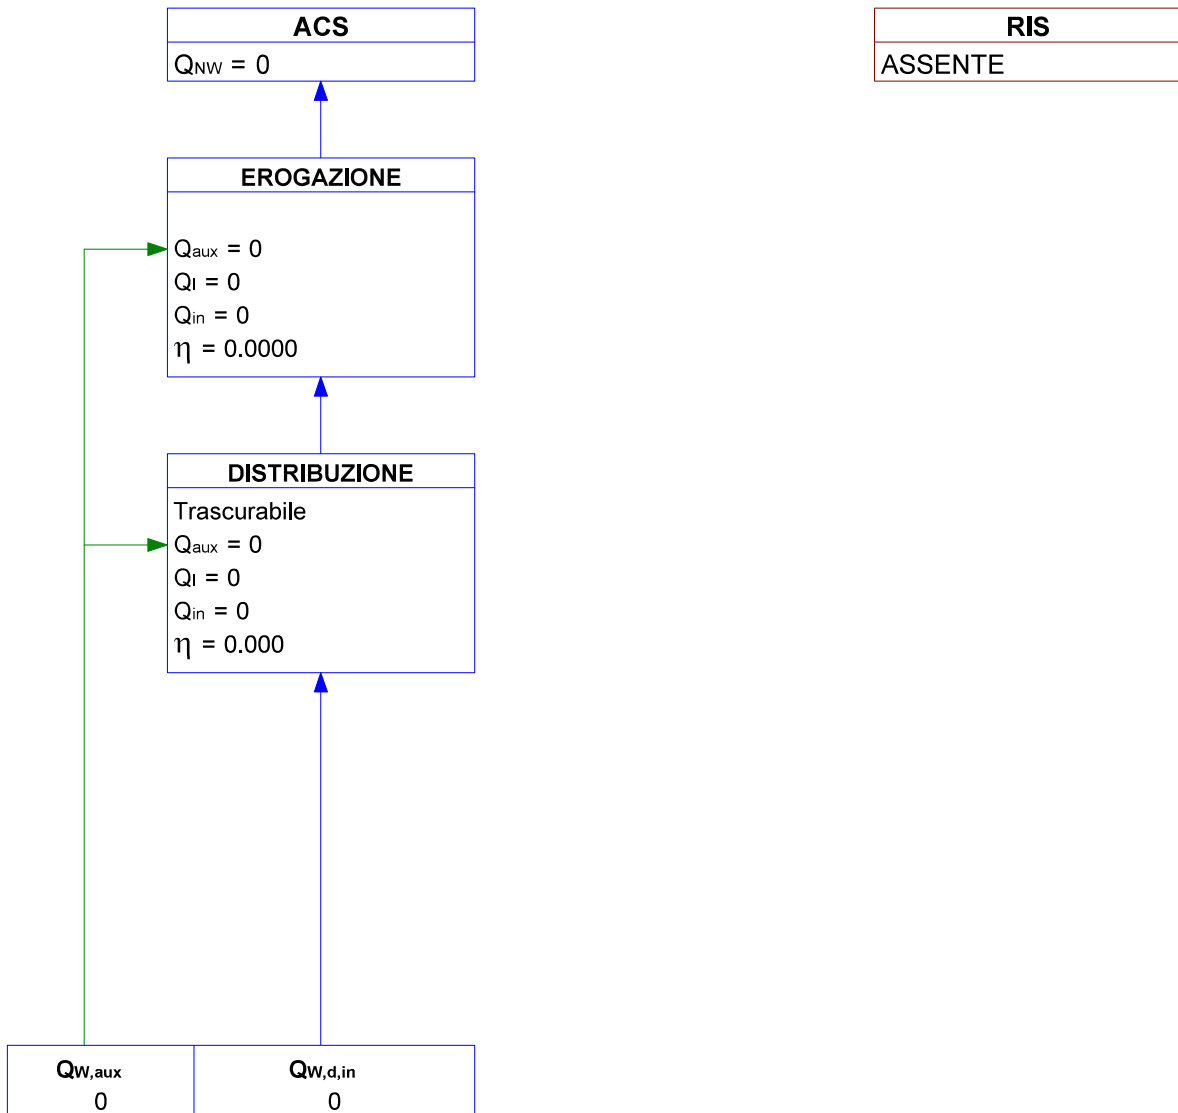 ACS
QNW = 0
RIS
ASSENTE
EROGAZIONE
Qaux = 0
Ql = 0
Qin = 0
η = 0.0000
DISTRIBUZIONE
Trascurabile
Qaux = 0
Ql = 0
Qin = 0
η = 0.000
QW,aux
0
QW,d,in
0